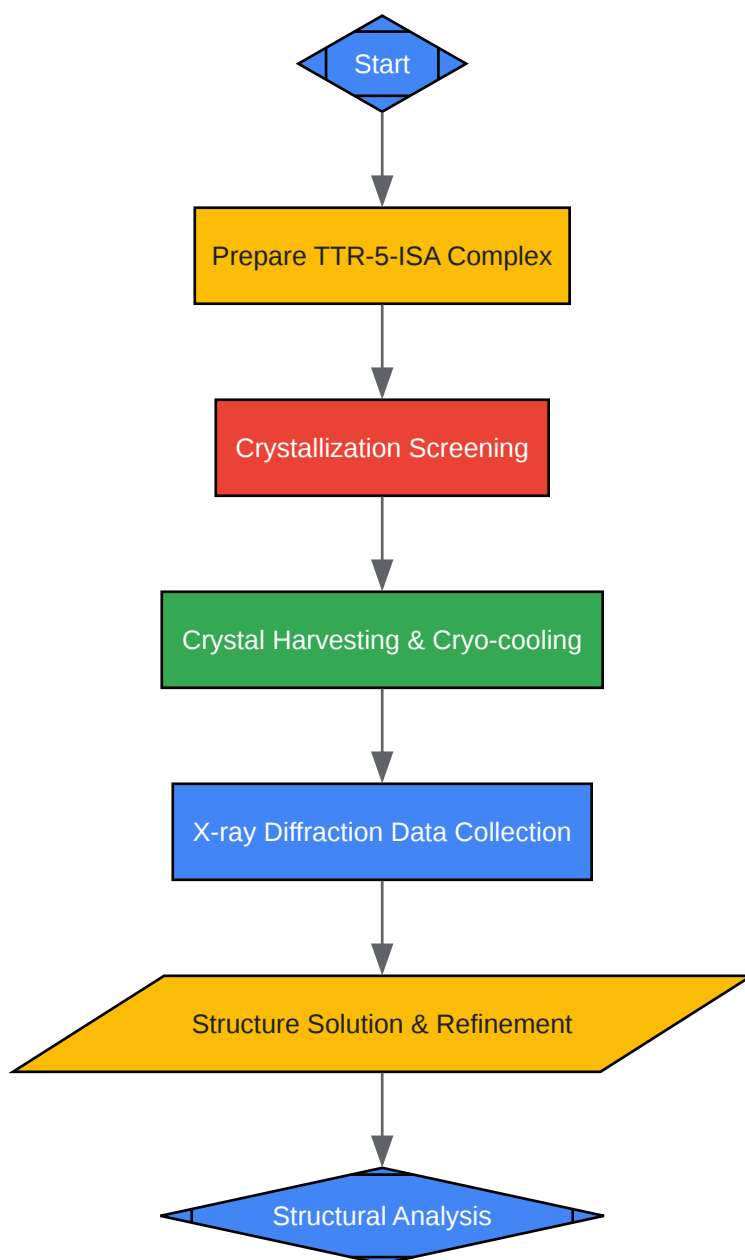 Start
Prepare TTR-5-ISA Complex
Crystallization Screening
Crystal Harvesting & Cryo-cooling
X-ray Diffraction Data Collection
Structure Solution & Refinement
Structural Analysis